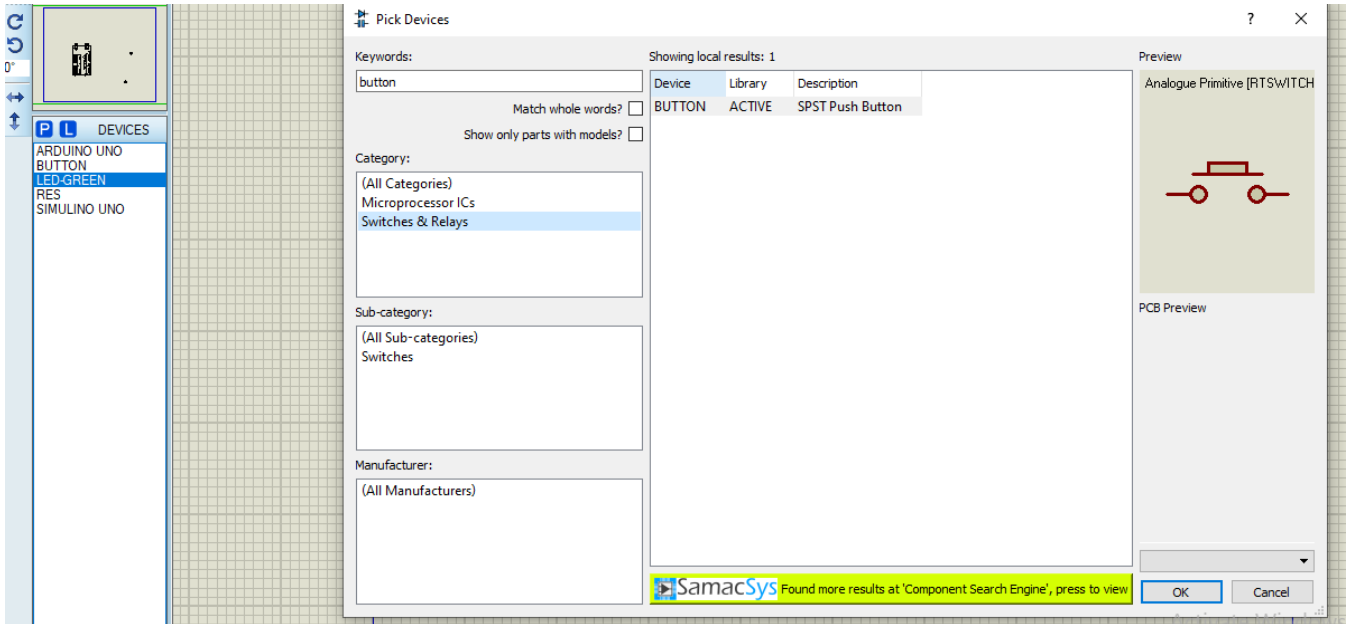 Pick Devices
?
Keywords:
button
Match whole words?
Show only parts with models?
Category:
(All Categories)
Microprocessor ICs
Switches & Relays
Sub-category:
(All Sub-categories)
Switches
Manufacturer:
(All Manufacturers)
Showing local results: 1
Device Library Description
BUTTON ACTIVE SPST Push Button
SamacSys Found more results at 'Component Search Engine', press to view
Preview
Analogue Primitive [RTSWITCH
PCB Preview
OK Cancel
0°
P L DEVICES
ARDUINO UNO
BUTTON
LED-GREEN
RES
SIMULINO UNO